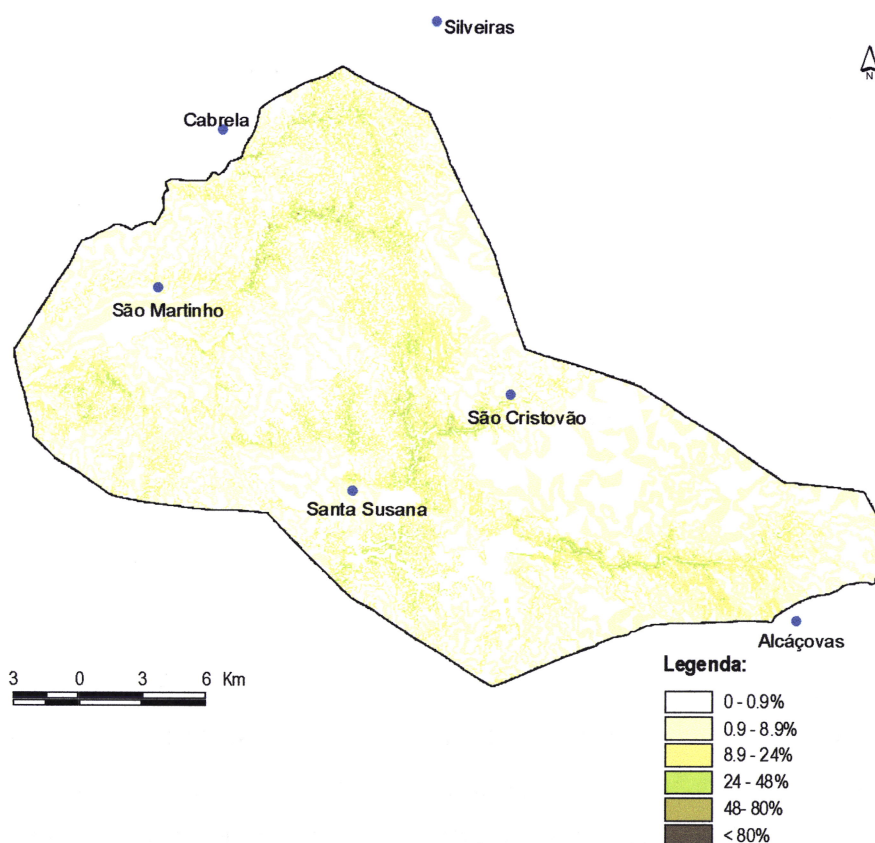 Silveiras
N
Cabrela
São Martinho
São Cristovão
Santa Susana
Alcáçovas
3 0 3 6 Km
Legenda:
0 - 0.9%
0.9 - 8.9%
8.9 - 24%
24 - 48%
48- 80%
< 80%